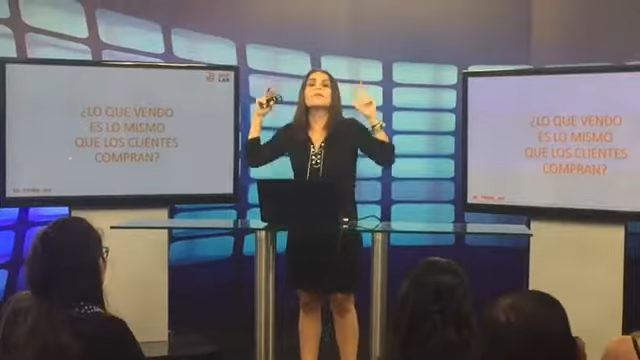 ¿LO QUE VENDO
ES LO MISMO
QUE LOS CLIENTES
COMPRAN?
¿LO QUE VENDO
ES LO MISMO
QUE LOS CLIENTES
COMPRAN?